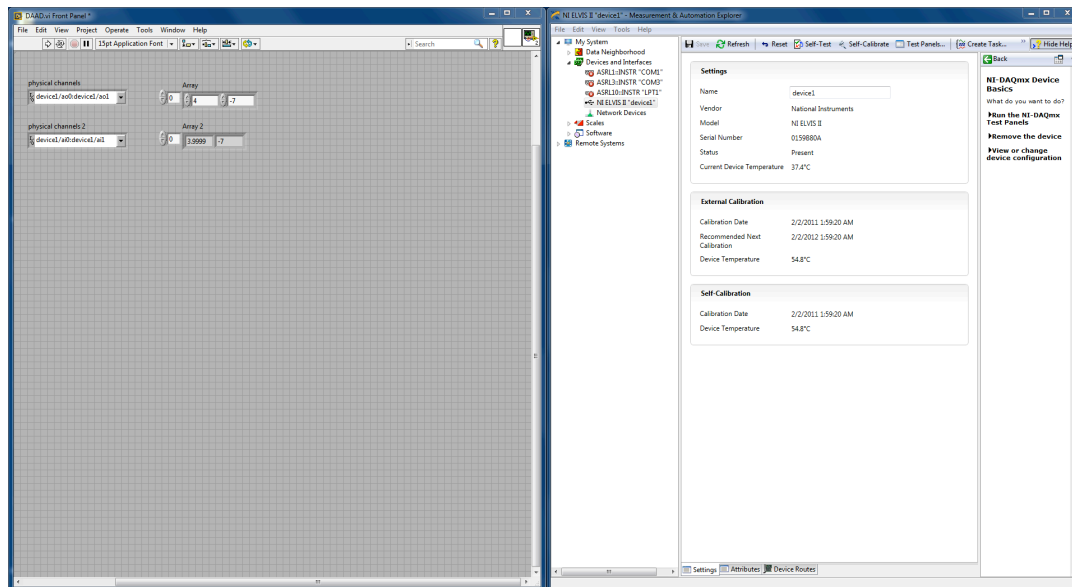 DAAD.vi Front Panel *
File Edit View Project Operate Tools Window Help
15pt Application Font
Search
2
physical channels
device1/ao0:device1/ao1
Array
0
4
-7
physical channels 2
device1/ai0:device1/ai1
Array 2
0
3.9999
-7
NI ELVIS II "device1" - Measurement & Automation Explorer
File Edit View Tools Help
My System
Data Neighborhood
Devices and Interfaces
ASRL1::INSTR "COM1"
ASRL3::INSTR "COM3"
ASRL10::INSTR "LPT1"
NI ELVIS II "device1"
Network Devices
Scales
Software
Remote Systems
Save Refresh Reset Self-Test Self-Calibrate Test Panels... Create Task... Hide Help
Settings
Name device1
Vendor National Instruments
Model NI ELVIS II
Serial Number 0159880A
Status Present
Current Device Temperature 37.4°C
External Calibration
Calibration Date 2/2/2011 1:59:20 AM
Recommended Next 2/2/2012 1:59:20 AM
Calibration
Device Temperature 54.8°C
Self-Calibration
Calibration Date 2/2/2011 1:59:20 AM
Device Temperature 54.8°C
Settings Attributes Device Routes
Back
NI-DAQmx Device
Basics
What do you want to do?
Run the NI-DAQmx
Test Panels
Remove the device
View or change
device configuration